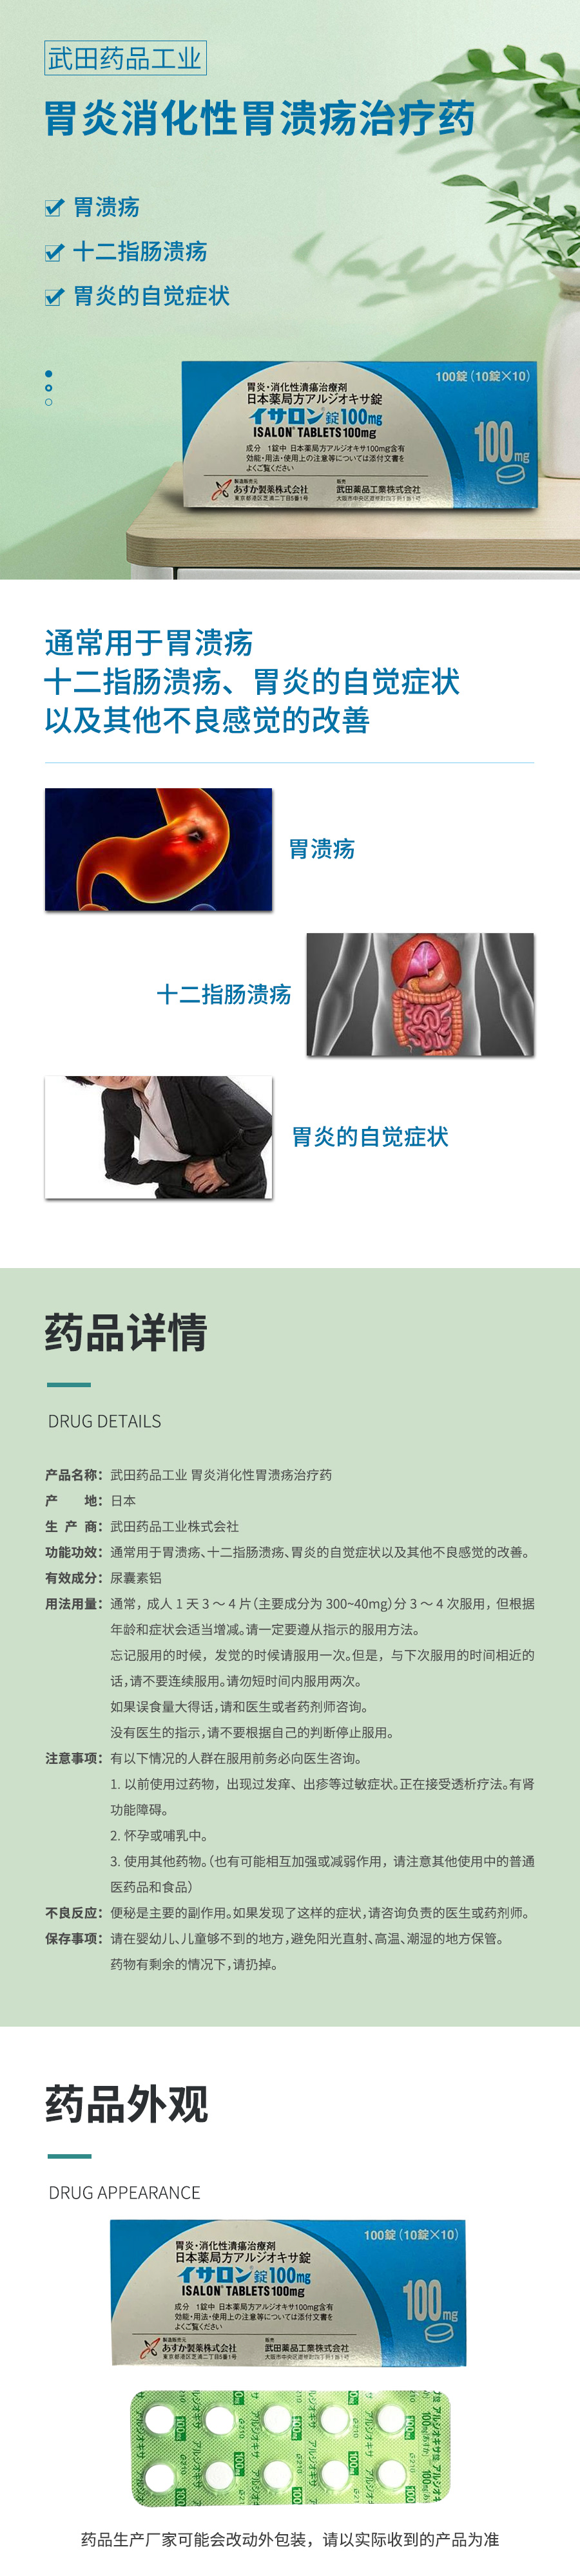 武田药品工业
胃炎消化性胃溃疡治疗药
胃溃疡
十二指肠溃疡
胃炎的自觉症状
100錠（10錠×10）
胃炎・消化性潰瘍治療剤
日本薬局方アルジオキサ錠
イサロン錠100mg
ISALON® TABLETS 100mg
成分 1錠中 日本薬局方アルジオキサ100mg含有
効能・用法・使用上の注意等については添付文書を
よくご覧ください
100mg
製造販売元
あすか製薬株式会社
東京都港区芝浦二丁目5番1号
販売
武田薬品工業株式会社
大阪市中央区道修町四丁目1番1号
通常用于胃溃疡
十二指肠溃疡、胃炎的自觉症状
以及其他不良感觉的改善
胃溃疡
十二指肠溃疡
胃炎的自觉症状
药品详情
DRUG DETAILS
产品名称：武田药品工业 胃炎消化性胃溃疡治疗药
产 地：日本
生 产 商：武田药品工业株式会社
功能功效：通常用于胃溃疡、十二指肠溃疡、胃炎的自觉症状以及其他不良感觉的改善。
有效成分：尿囊素铝
用法用量：通常，成人 1 天 3 ～ 4 片（主要成分为 300~40mg）分 3 ～ 4 次服用，但根据
年龄和症状会适当增减。请一定要遵从指示的服用方法。
忘记服用的时候，发觉的时候请服用一次。但是，与下次服用的时间相近的
话，请不要连续服用。请勿短时间内服用两次。
如果误食量大得话，请和医生或者药剂师咨询。
没有医生的指示，请不要根据自己的判断停止服用。
注意事项：有以下情况的人群在服用前务必向医生咨询。
1. 以前使用过药物，出现过发痒、出疹等过敏症状。正在接受透析疗法。有肾
功能障碍。
2. 怀孕或哺乳中。
3. 使用其他药物。（也有可能相互加强或减弱作用，请注意其他使用中的普通
医药品和食品）
不良反应：便秘是主要的副作用。如果发现了这样的症状，请咨询负责的医生或药剂师。
保存事项：请在婴幼儿、儿童够不到的地方，避免阳光直射、高温、潮湿的地方保管。
药物有剩余的情况下，请扔掉。
药品外观
DRUG APPEARANCE
100錠（10錠×10）
胃炎・消化性潰瘍治療剤
日本薬局方アルジオキサ錠
イサロン錠100mg
ISALON® TABLETS 100mg
成分 1錠中 日本薬局方アルジオキサ100mg含有
効能・用法・使用上の注意等については添付文書を
よくご覧ください
100mg
製造販売元
あすか製薬株式会社
東京都港区芝浦二丁目5番1号
販売
武田薬品工業株式会社
大阪市中央区道修町四丁目1番1号
药品生产厂家可能会改动外包装，请以实际收到的产品为准